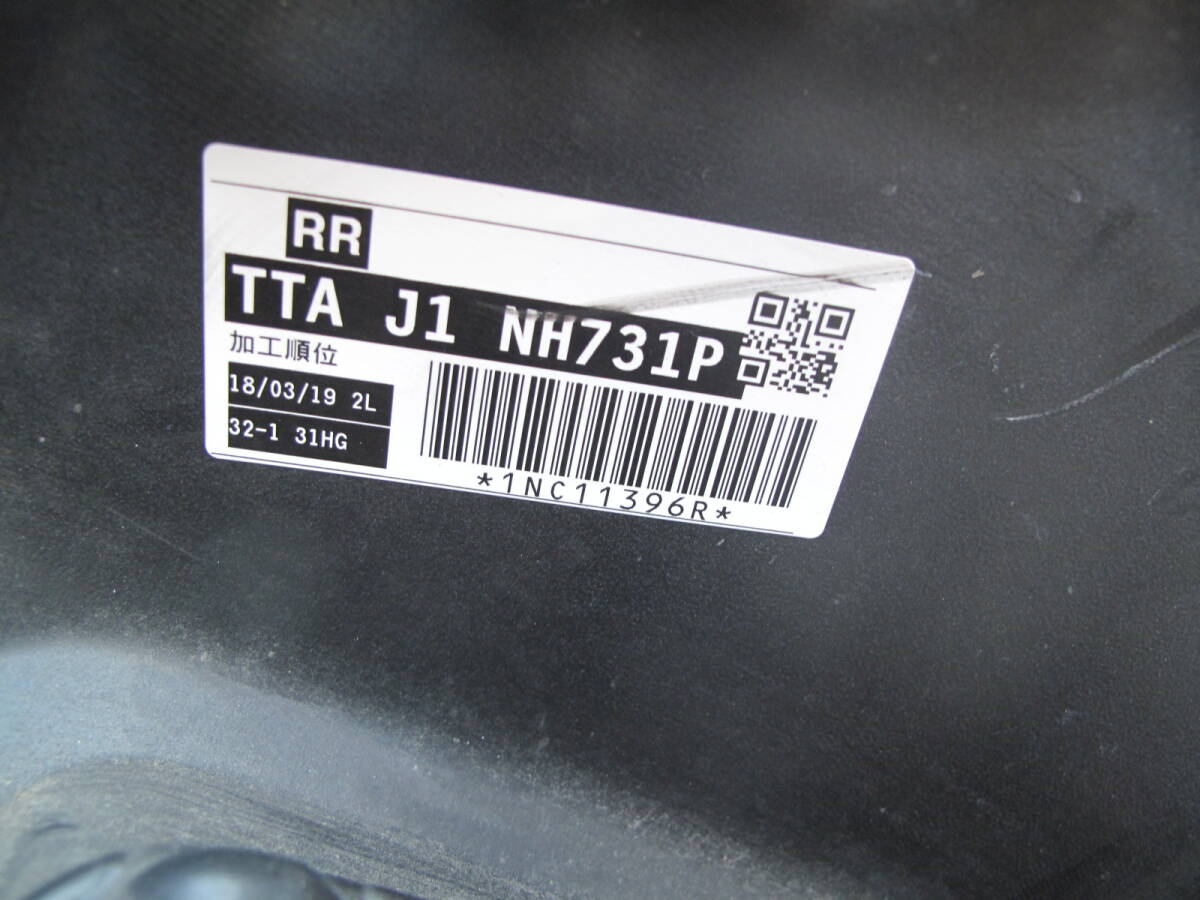 RR
TTA J1 NH731P
加工順位
18/03/19 2L
32-1 31HG
*1NC11396R*